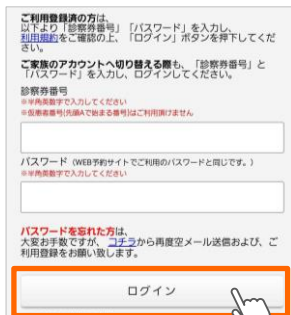 ご利用登録済の方は、
以下より「診察券番号」「パスワード」を入力し、
利用規約をご確認の上、「ログイン」ボタンを押下してくだ
さい。
ご家族のアカウントへ切り替える際も、「診察券番号」と
「パスワード」を入力し、ログインしてください。
診察券番号
※半角英数字で入力してください
※仮患者番号(先頭Aで始まる番号)はご利用頂けません
パスワード（WEB予約サイトでご利用のパスワードと同じです。）
※半角英数字で入力してください
パスワードを忘れた方は、
大変お手数ですが、コチラから再度空メール送信および、ご
利用登録をお願い致します。
ログイン